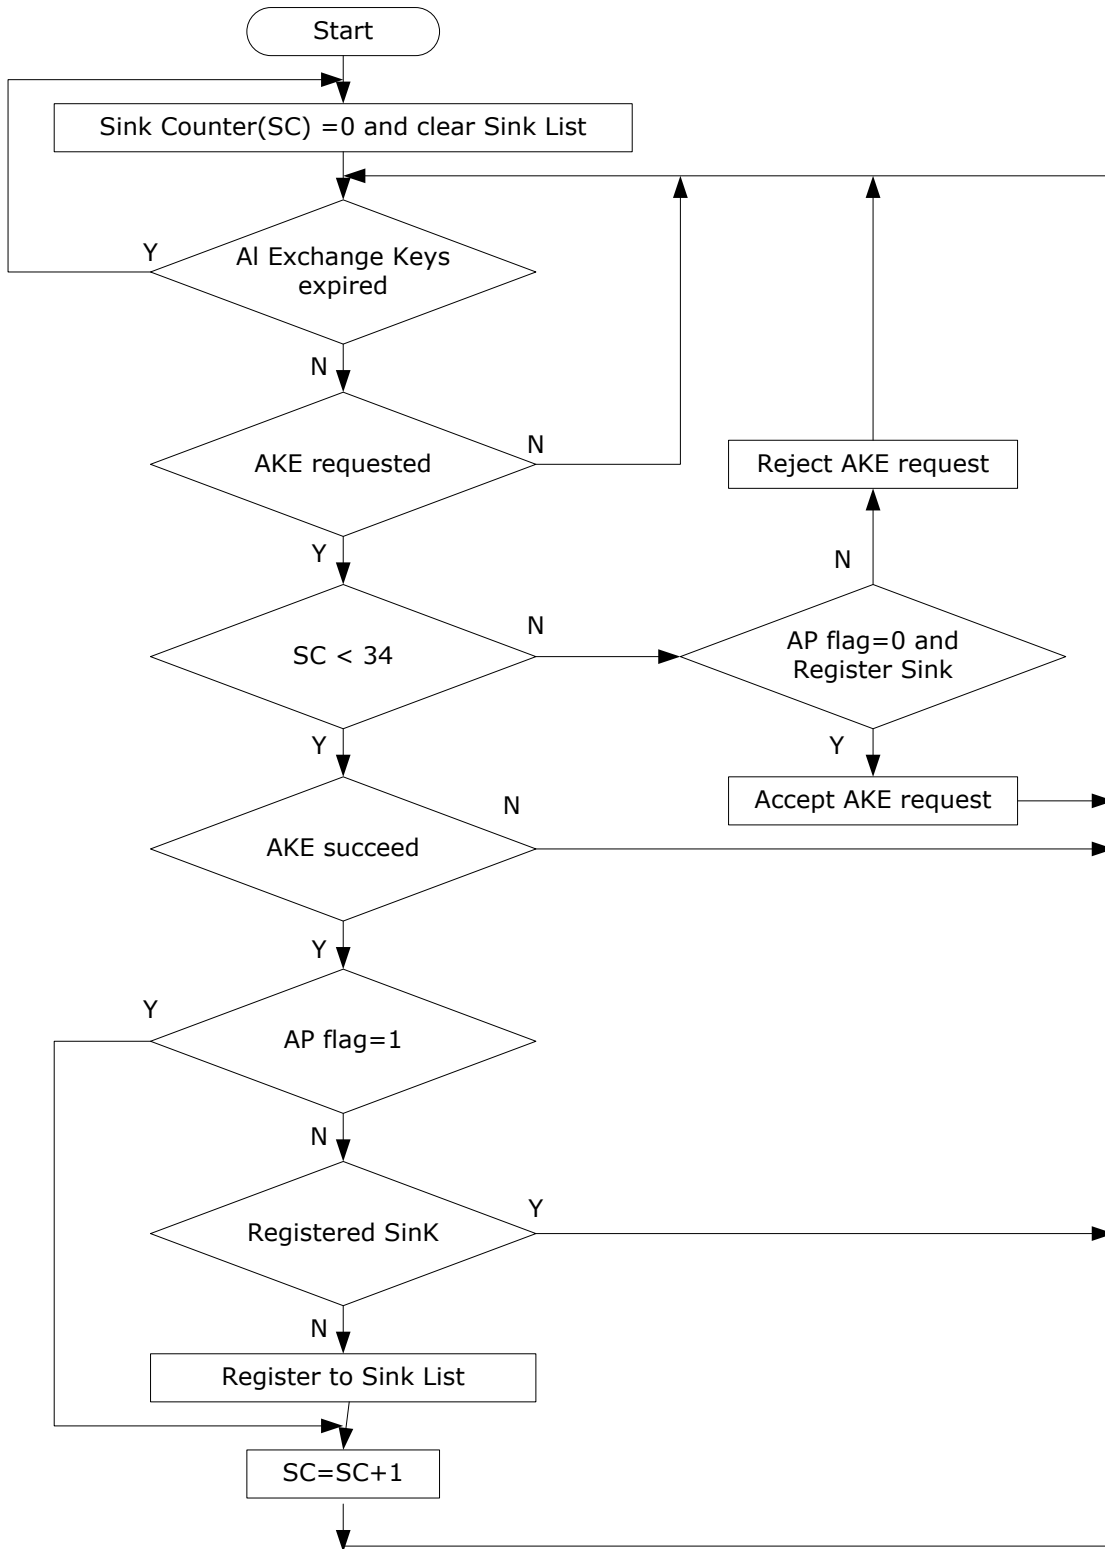 Start
Sink Counter(SC) =0 and clear Sink List
Y
Al Exchange Keys
expired
N
AKE requested
N
Reject AKE request
Y
N
SC < 34
N
AP flag=0 and
Register Sink
Y
Y
Accept AKE request
AKE succeed
N
Y
Y
AP flag=1
N
Registered SinK
Y
N
Register to Sink List
SC=SC+1